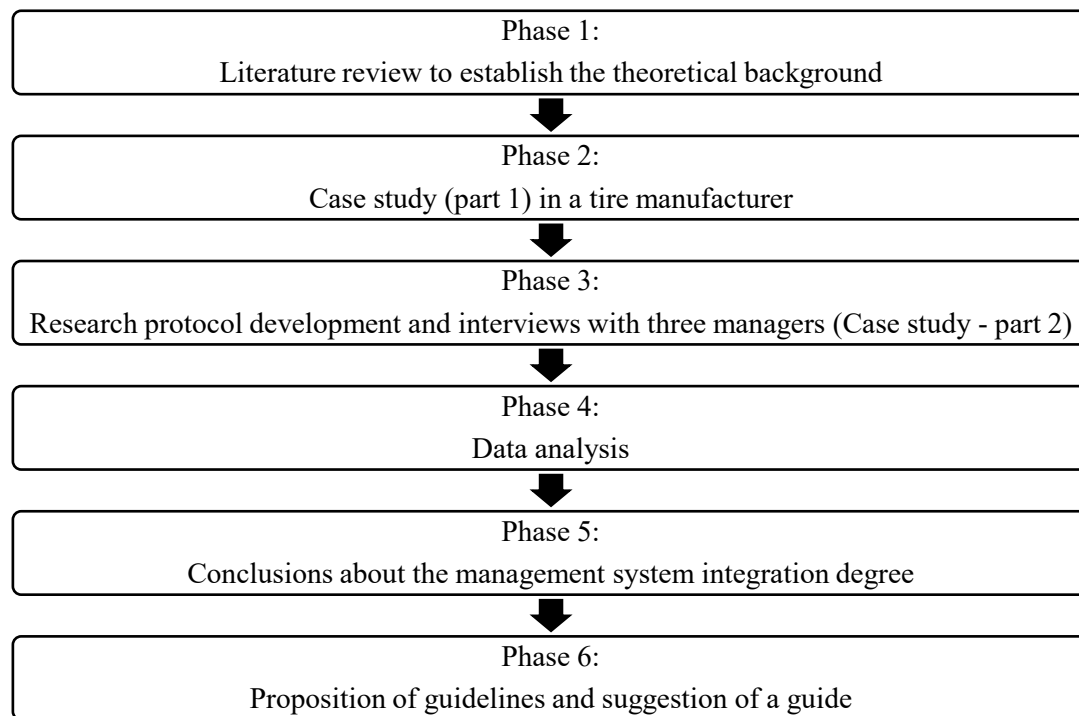 Phase 1:
Literature review to establish the theoretical background
Phase 2:
Case study (part 1) in a tire manufacturer
Phase 3:
Research protocol development and interviews with three managers (Case study - part 2)
Phase 4:
Data analysis
Phase 5:
Conclusions about the management system integration degree
Phase 6:
Proposition of guidelines and suggestion of a guide